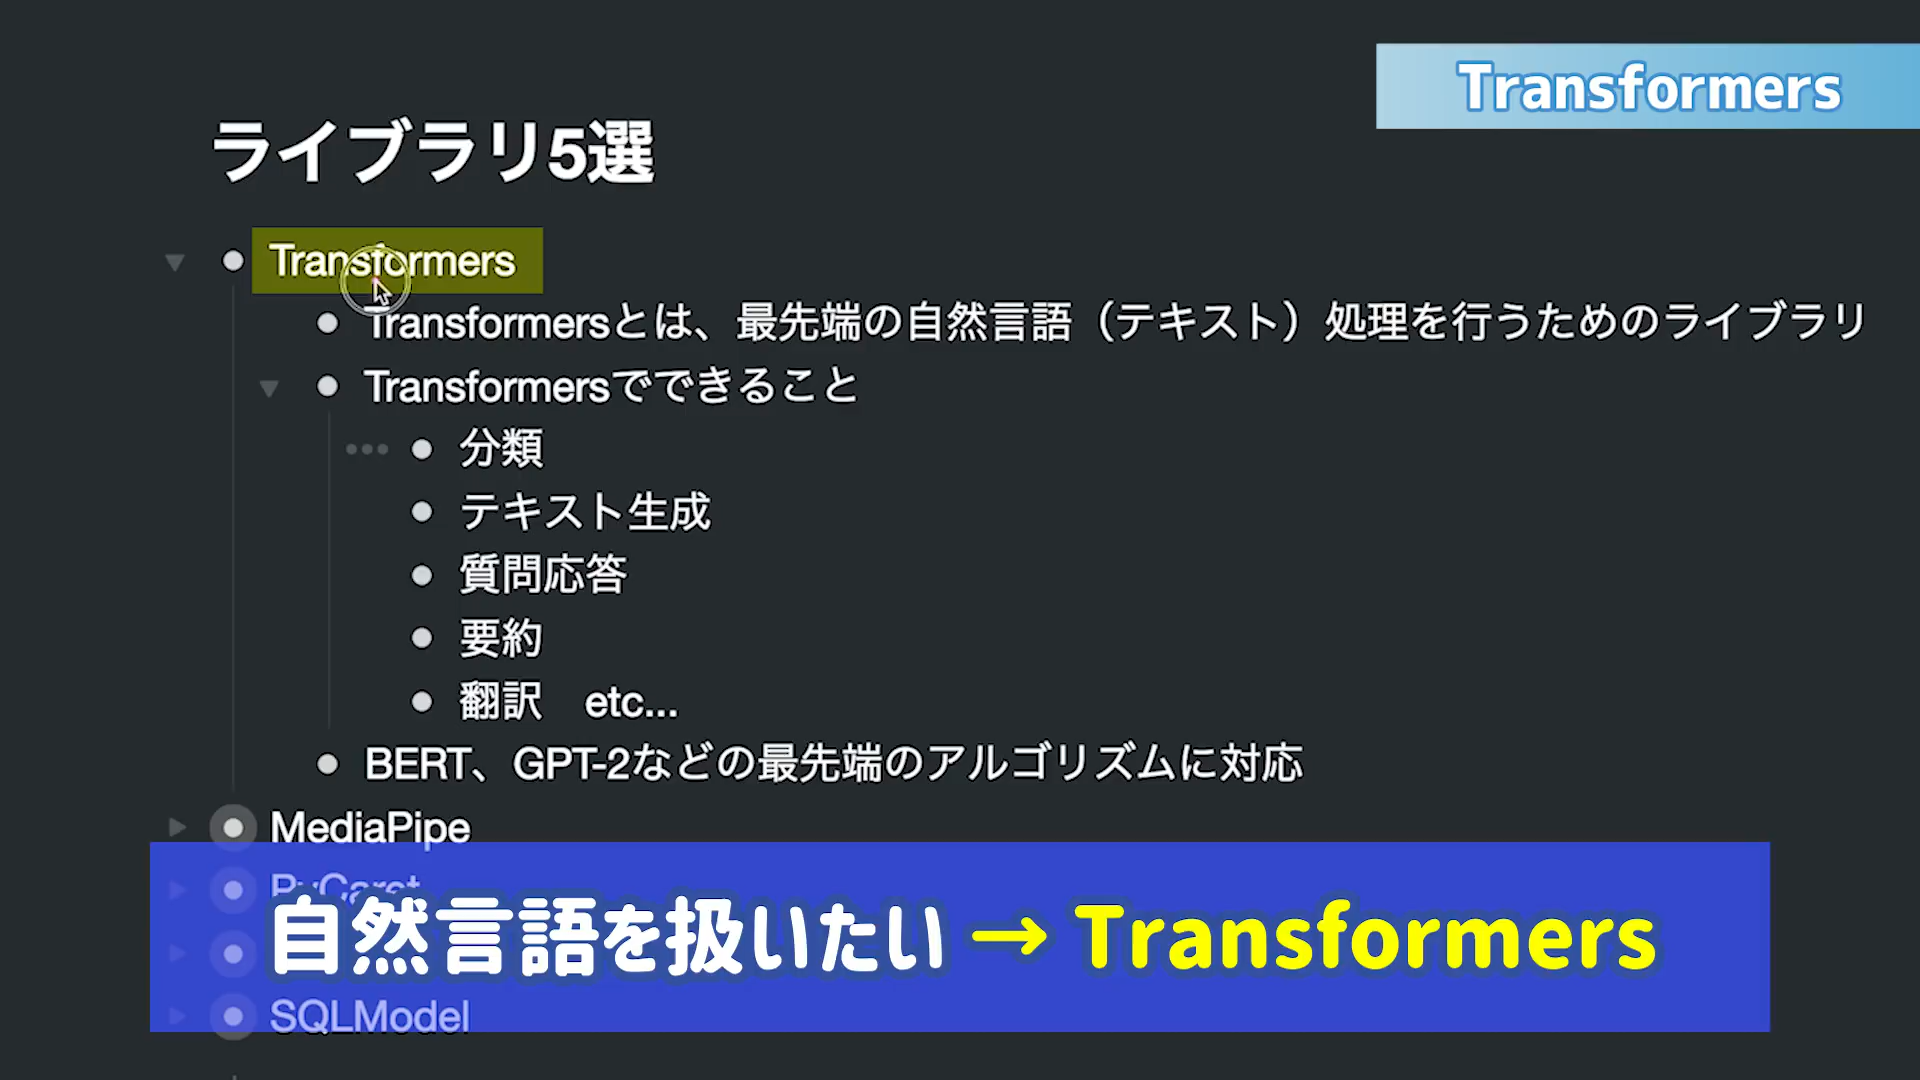 Transformers
ライブラリ5選
Transformers
Transformersとは、最先端の自然言語（テキスト）処理を行うためのライブラリ
Transformersでできること
分類
テキスト生成
質問応答
要約
翻訳　etc...
BERT、GPT-2などの最先端のアルゴリズムに対応
MediaPipe
PyCaret
自然言語を扱いたい → Transformers
SQLModel